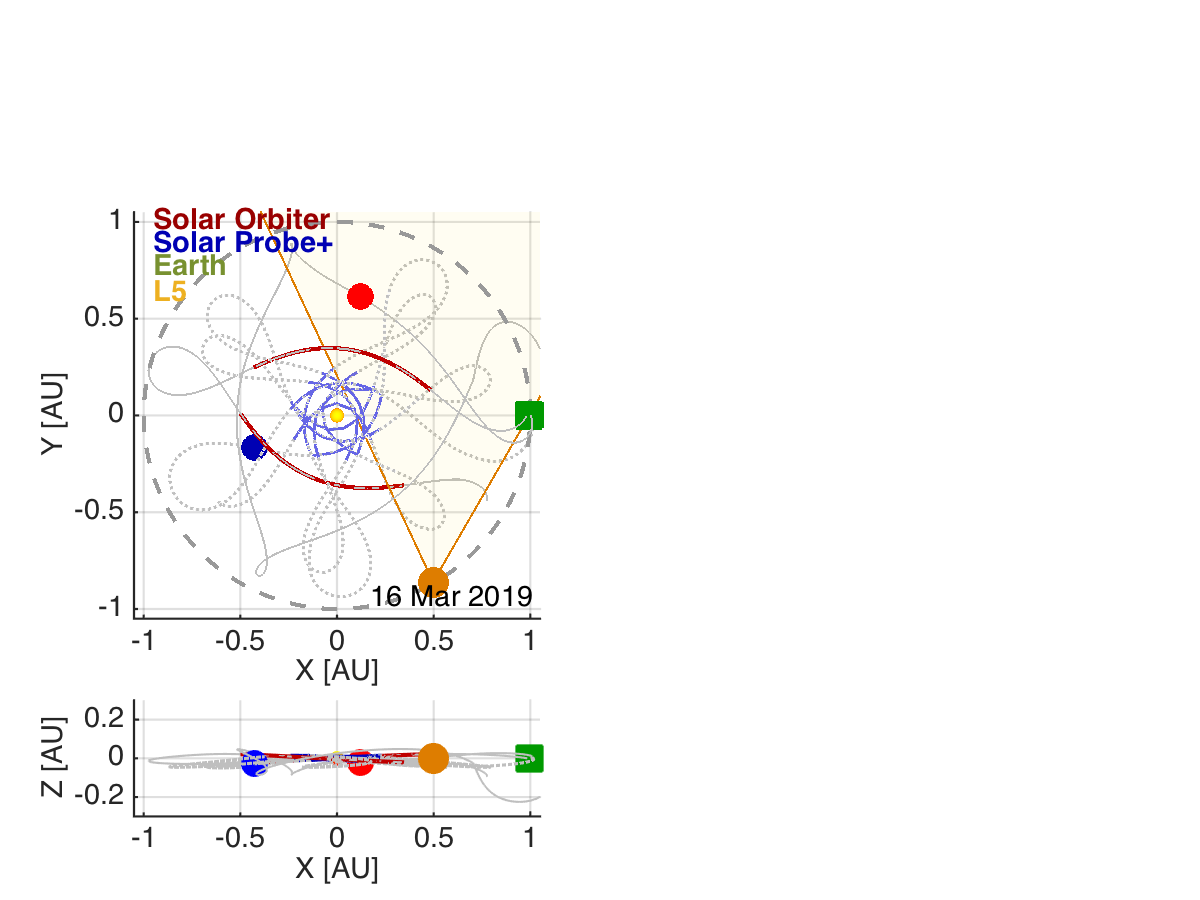 Solar Orbiter
Solar Probe+
Earth
L5
1
0.5
0
-0.5
-1
Y [AU]
16 Mar 2019
-1 -0.5 0 0.5 1
X [AU]
0.2
0
-0.2
Z [AU]
-1 -0.5 0 0.5 1
X [AU]